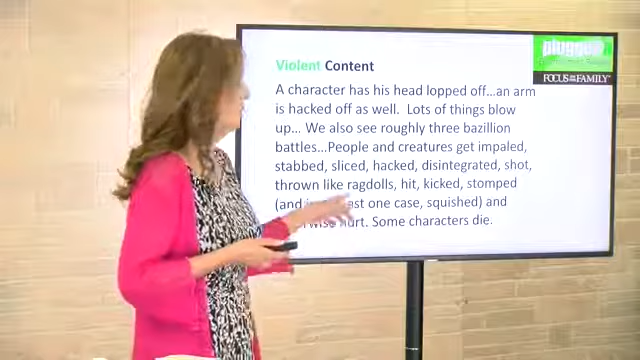 plugged
FOCUS ON THE FAMILY
Violent Content
A character has his head lopped off...an arm
is hacked off as well. Lots of things blow
up... We also see roughly three bazillion
battles...People and creatures get impaled,
stabbed, sliced, hacked, disintegrated, shot,
thrown like ragdolls, hit, kicked, stomped
(and one case, squished) and
hurt. Some characters die.